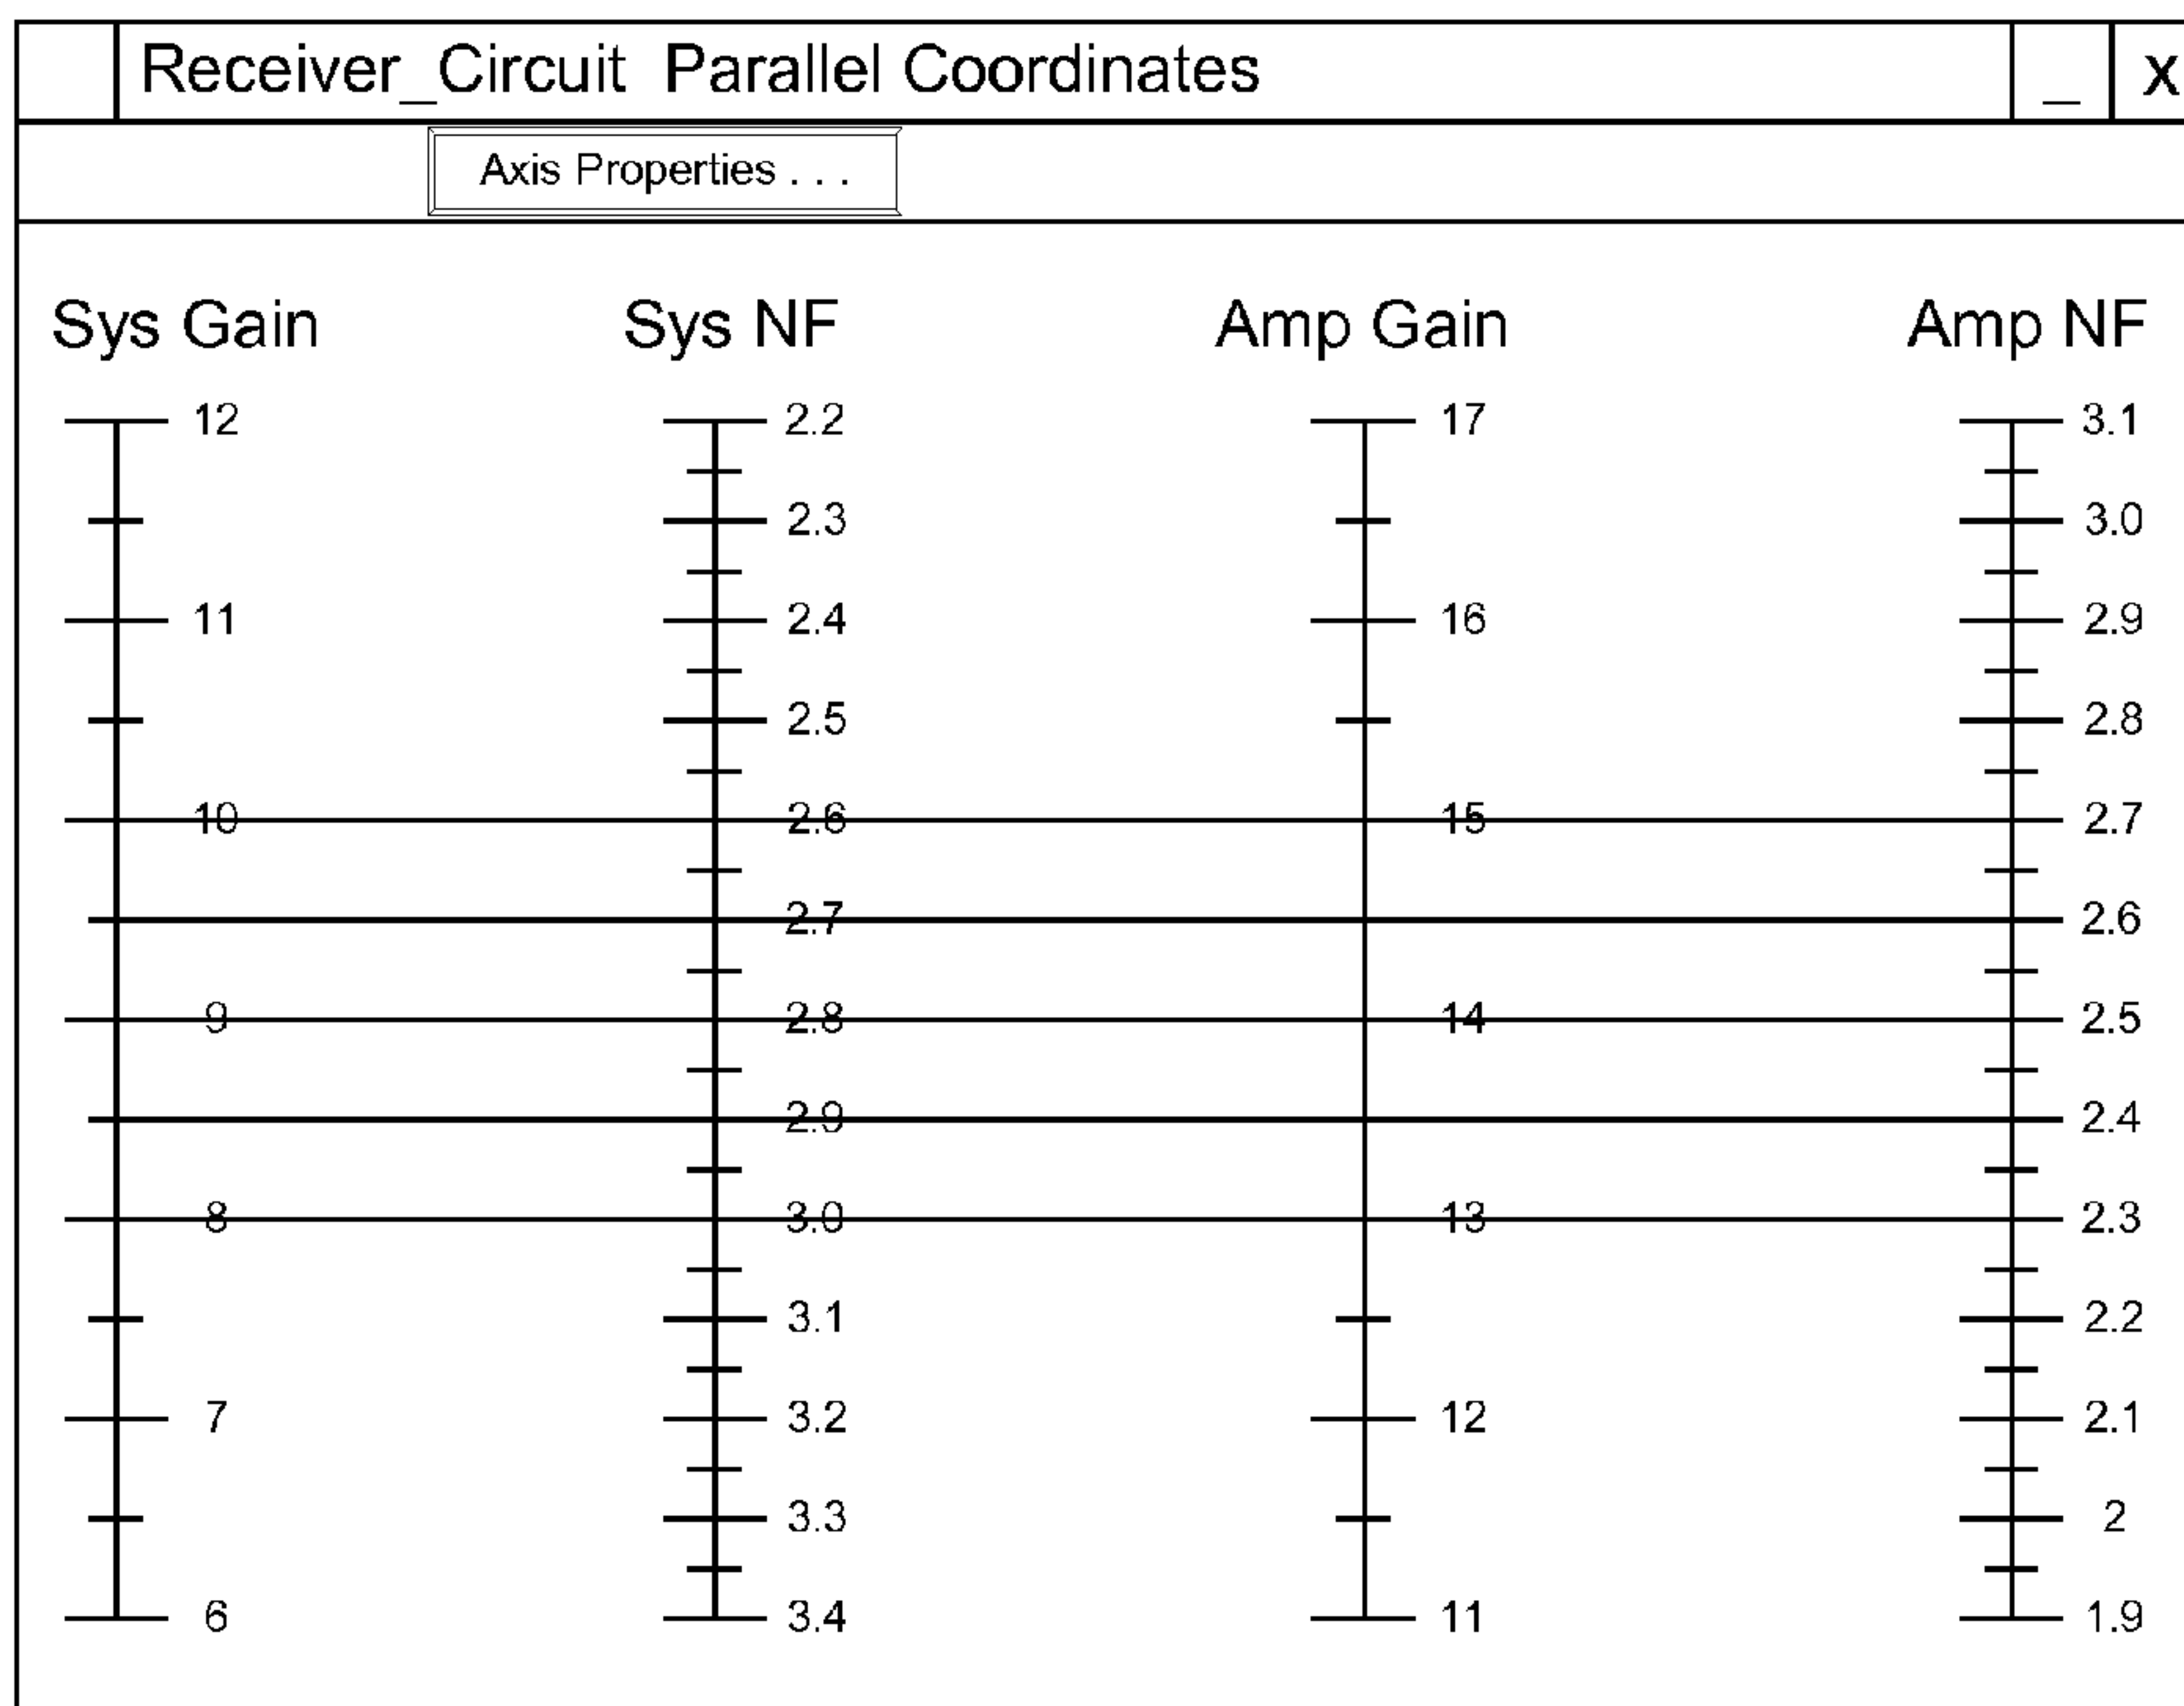 Receiver_Circuit Parallel Coordinates _ X
Axis Properties . . .
Sys Gain Sys NF Amp Gain Amp NF
12 2.2 17 3.1
2.3 3.0
11 2.4 16 2.9
2.5 2.8
10 2.6 15 2.7
2.7 2.6
9 2.8 14 2.5
2.9 2.4
8 3.0 13 2.3
3.1 2.2
7 3.2 12 2.1
3.3 2
6 3.4 11 1.9